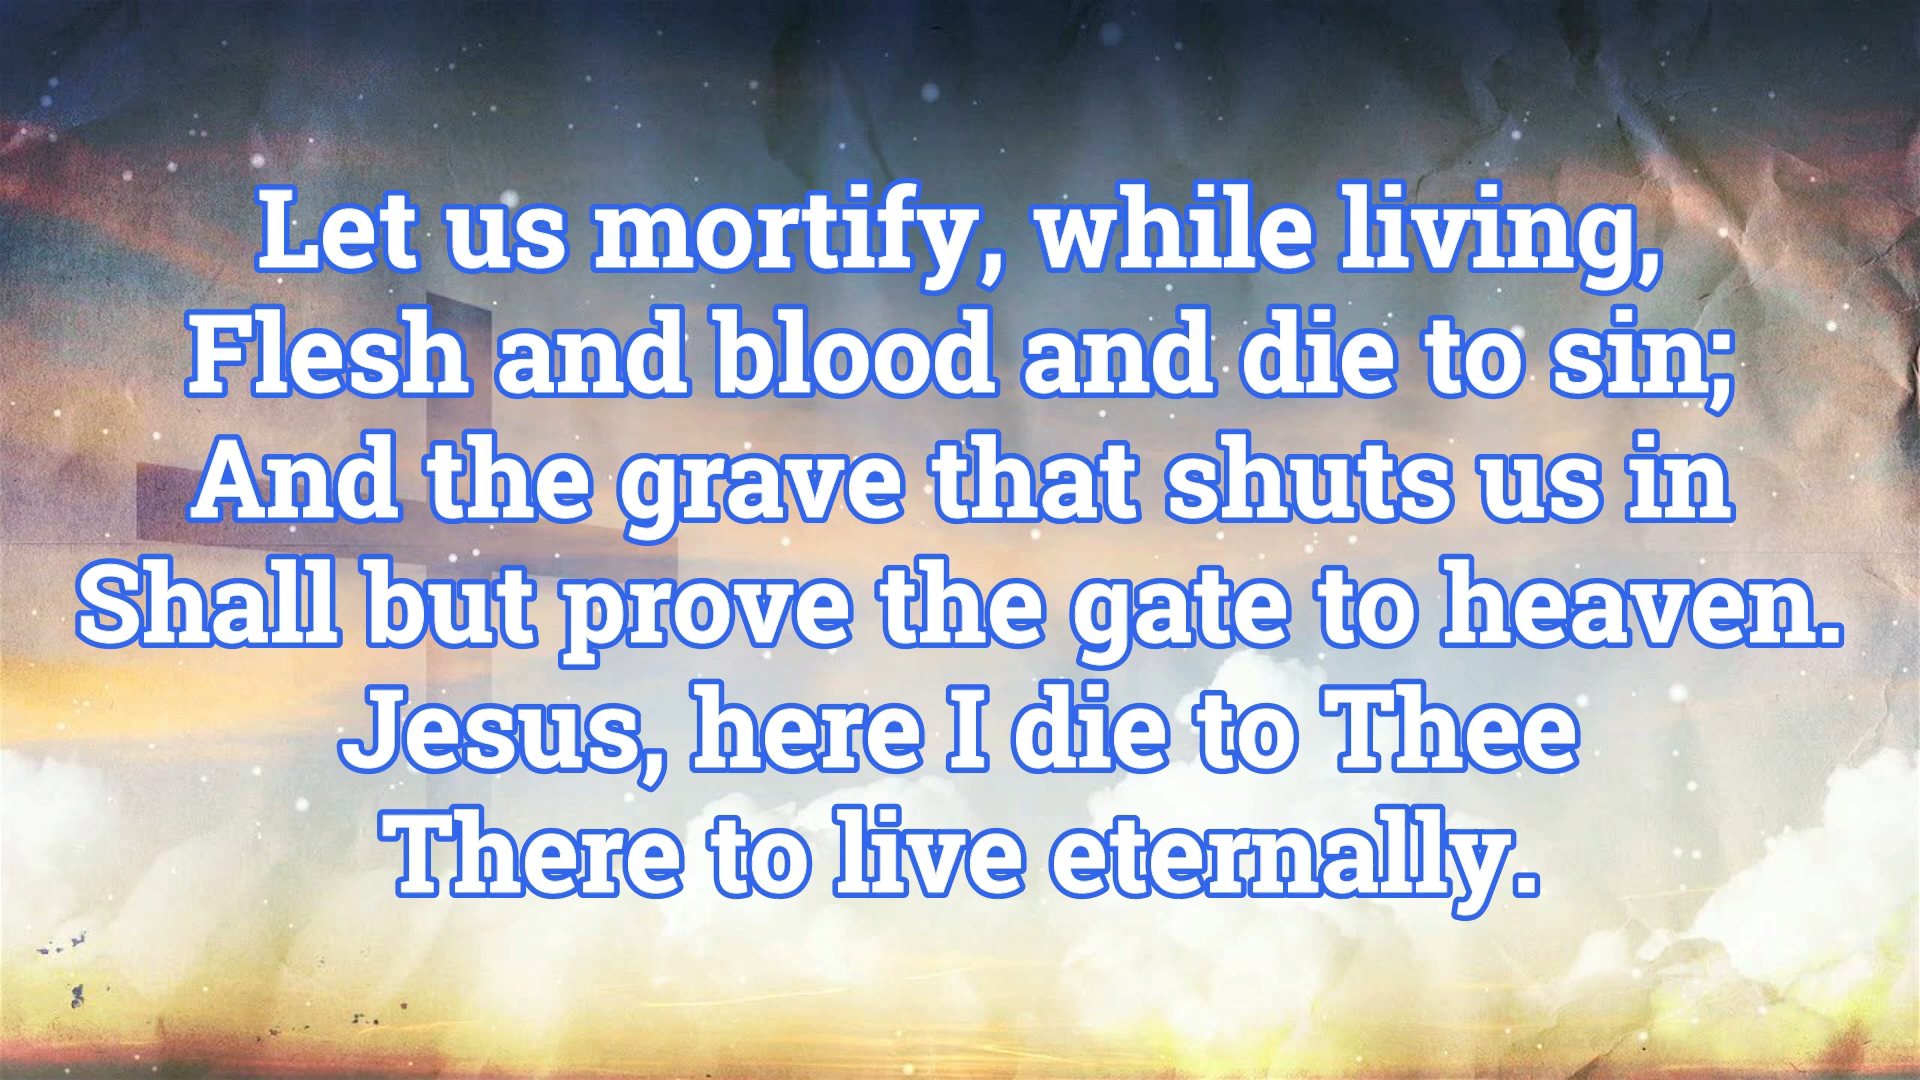 Let us mortify, while living,
Flesh and blood and die to sin;
And the grave that shuts us in
Shall but prove the gate to heaven.
Jesus, here I die to Thee
There to live eternally.